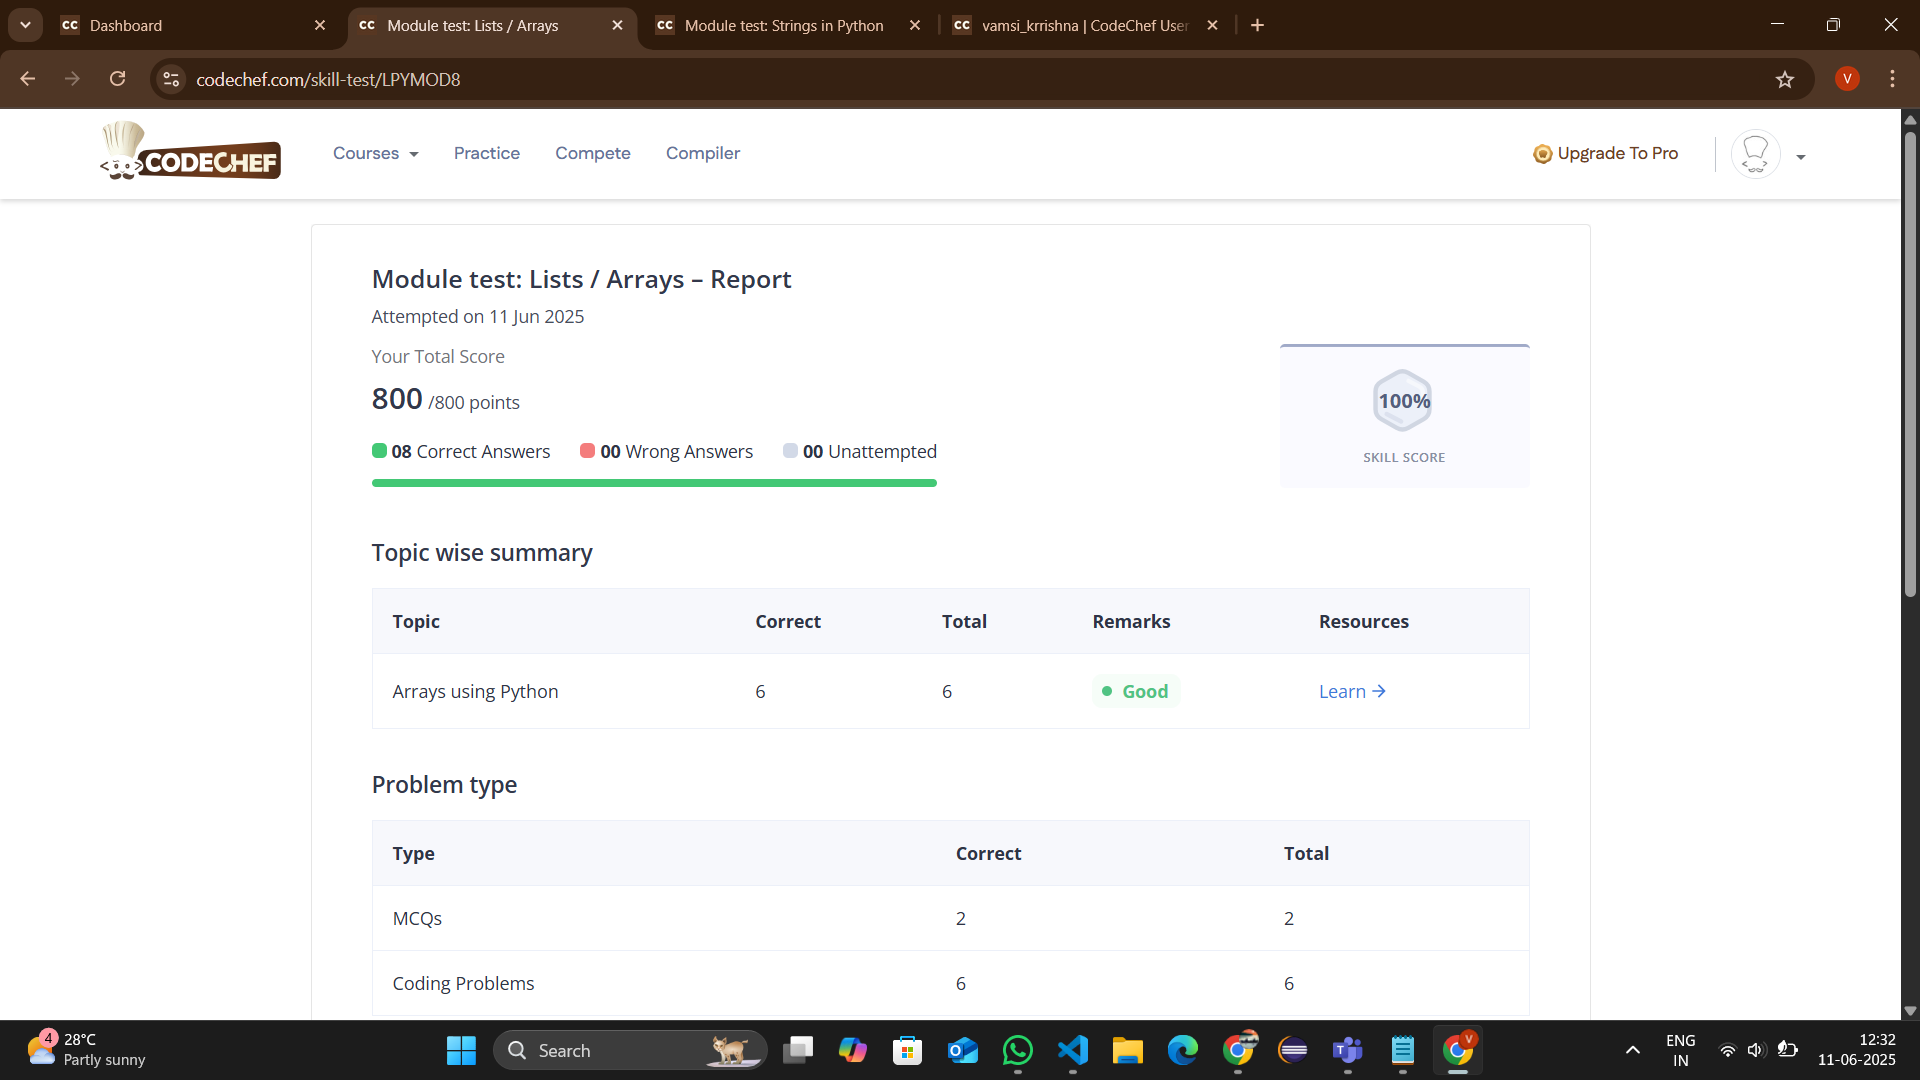 CC Dashboard
CC Module test: Lists / Arrays
CC Module test: Strings in Python
CC vamsi_krrishna | CodeChef User
codechef.com/skill-test/LPYMOD8
V
CODECHEF
Courses
Practice
Compete
Compiler
Upgrade To Pro
Module test: Lists / Arrays – Report
Attempted on 11 Jun 2025
Your Total Score
800 /800 points
08 Correct Answers 00 Wrong Answers 00 Unattempted
100%
SKILL SCORE
Topic wise summary
Topic Correct Total Remarks Resources
Arrays using Python 6 6 Good Learn →
Problem type
Type Correct Total
MCQs 2 2
Coding Problems 6 6
4
28°C
Partly sunny
Search
V
ENG
IN
12:32
11-06-2025